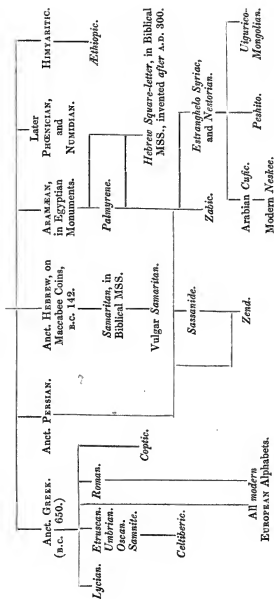 Anct. GREEK.
(B.C. 650.)
Anct. PERSIAN.
Anct. HEBREW, on
Maccabee Coins,
B.C. 142.
ARAMÆAN,
in Egyptian
Monuments.
Later
PHŒNICIAN,
and
NUMIDIAN.
HIMYARITIC.
Lycian.
Etruscan.
Umbrian.
Oscan.
Samnite.
Roman.
Coptic.
Samaritan, in
Biblical MSS.
Palmyrene.
Æthiopic.
Hebrew Square-letter, in Biblical
MSS., invented after A.D. 300.
Celtiberic.
Vulgar Samaritan.
Sassanide.
Zabic.
Estranghelo Syriac,
and Nestorian.
All modern
EUROPEAN Alphabets.
Zend.
Arabian Cufic.
Peshito.
Uigurico-
Mongolian.
Modern Neskee.